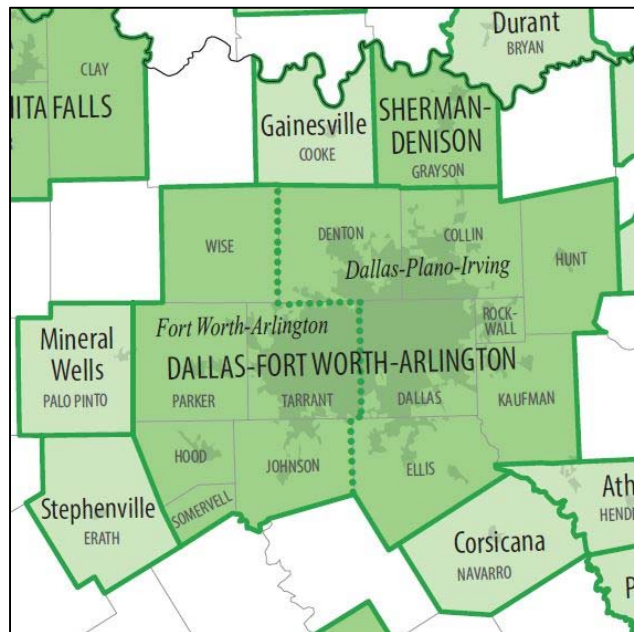 Durant
BRYAN
CLAY
ITA FALLS
Gainesville
COOKE
SHERMAN-
DENISON
GRAYSON
WISE
DENTON
COLLIN
HUNT
Dallas-Plano-Irving
Mineral
Wells
PALO PINTO
Fort Worth-Arlington
ROCK-
WALL
DALLAS-FORT WORTH-ARLINGTON
PARKER
TARRANT
DALLAS
KAUFMAN
HOOD
JOHNSON
ELLIS
SOMERVELL
Stephenville
ERATH
Ath
HENDE
Corsicana
NAVARRO
P